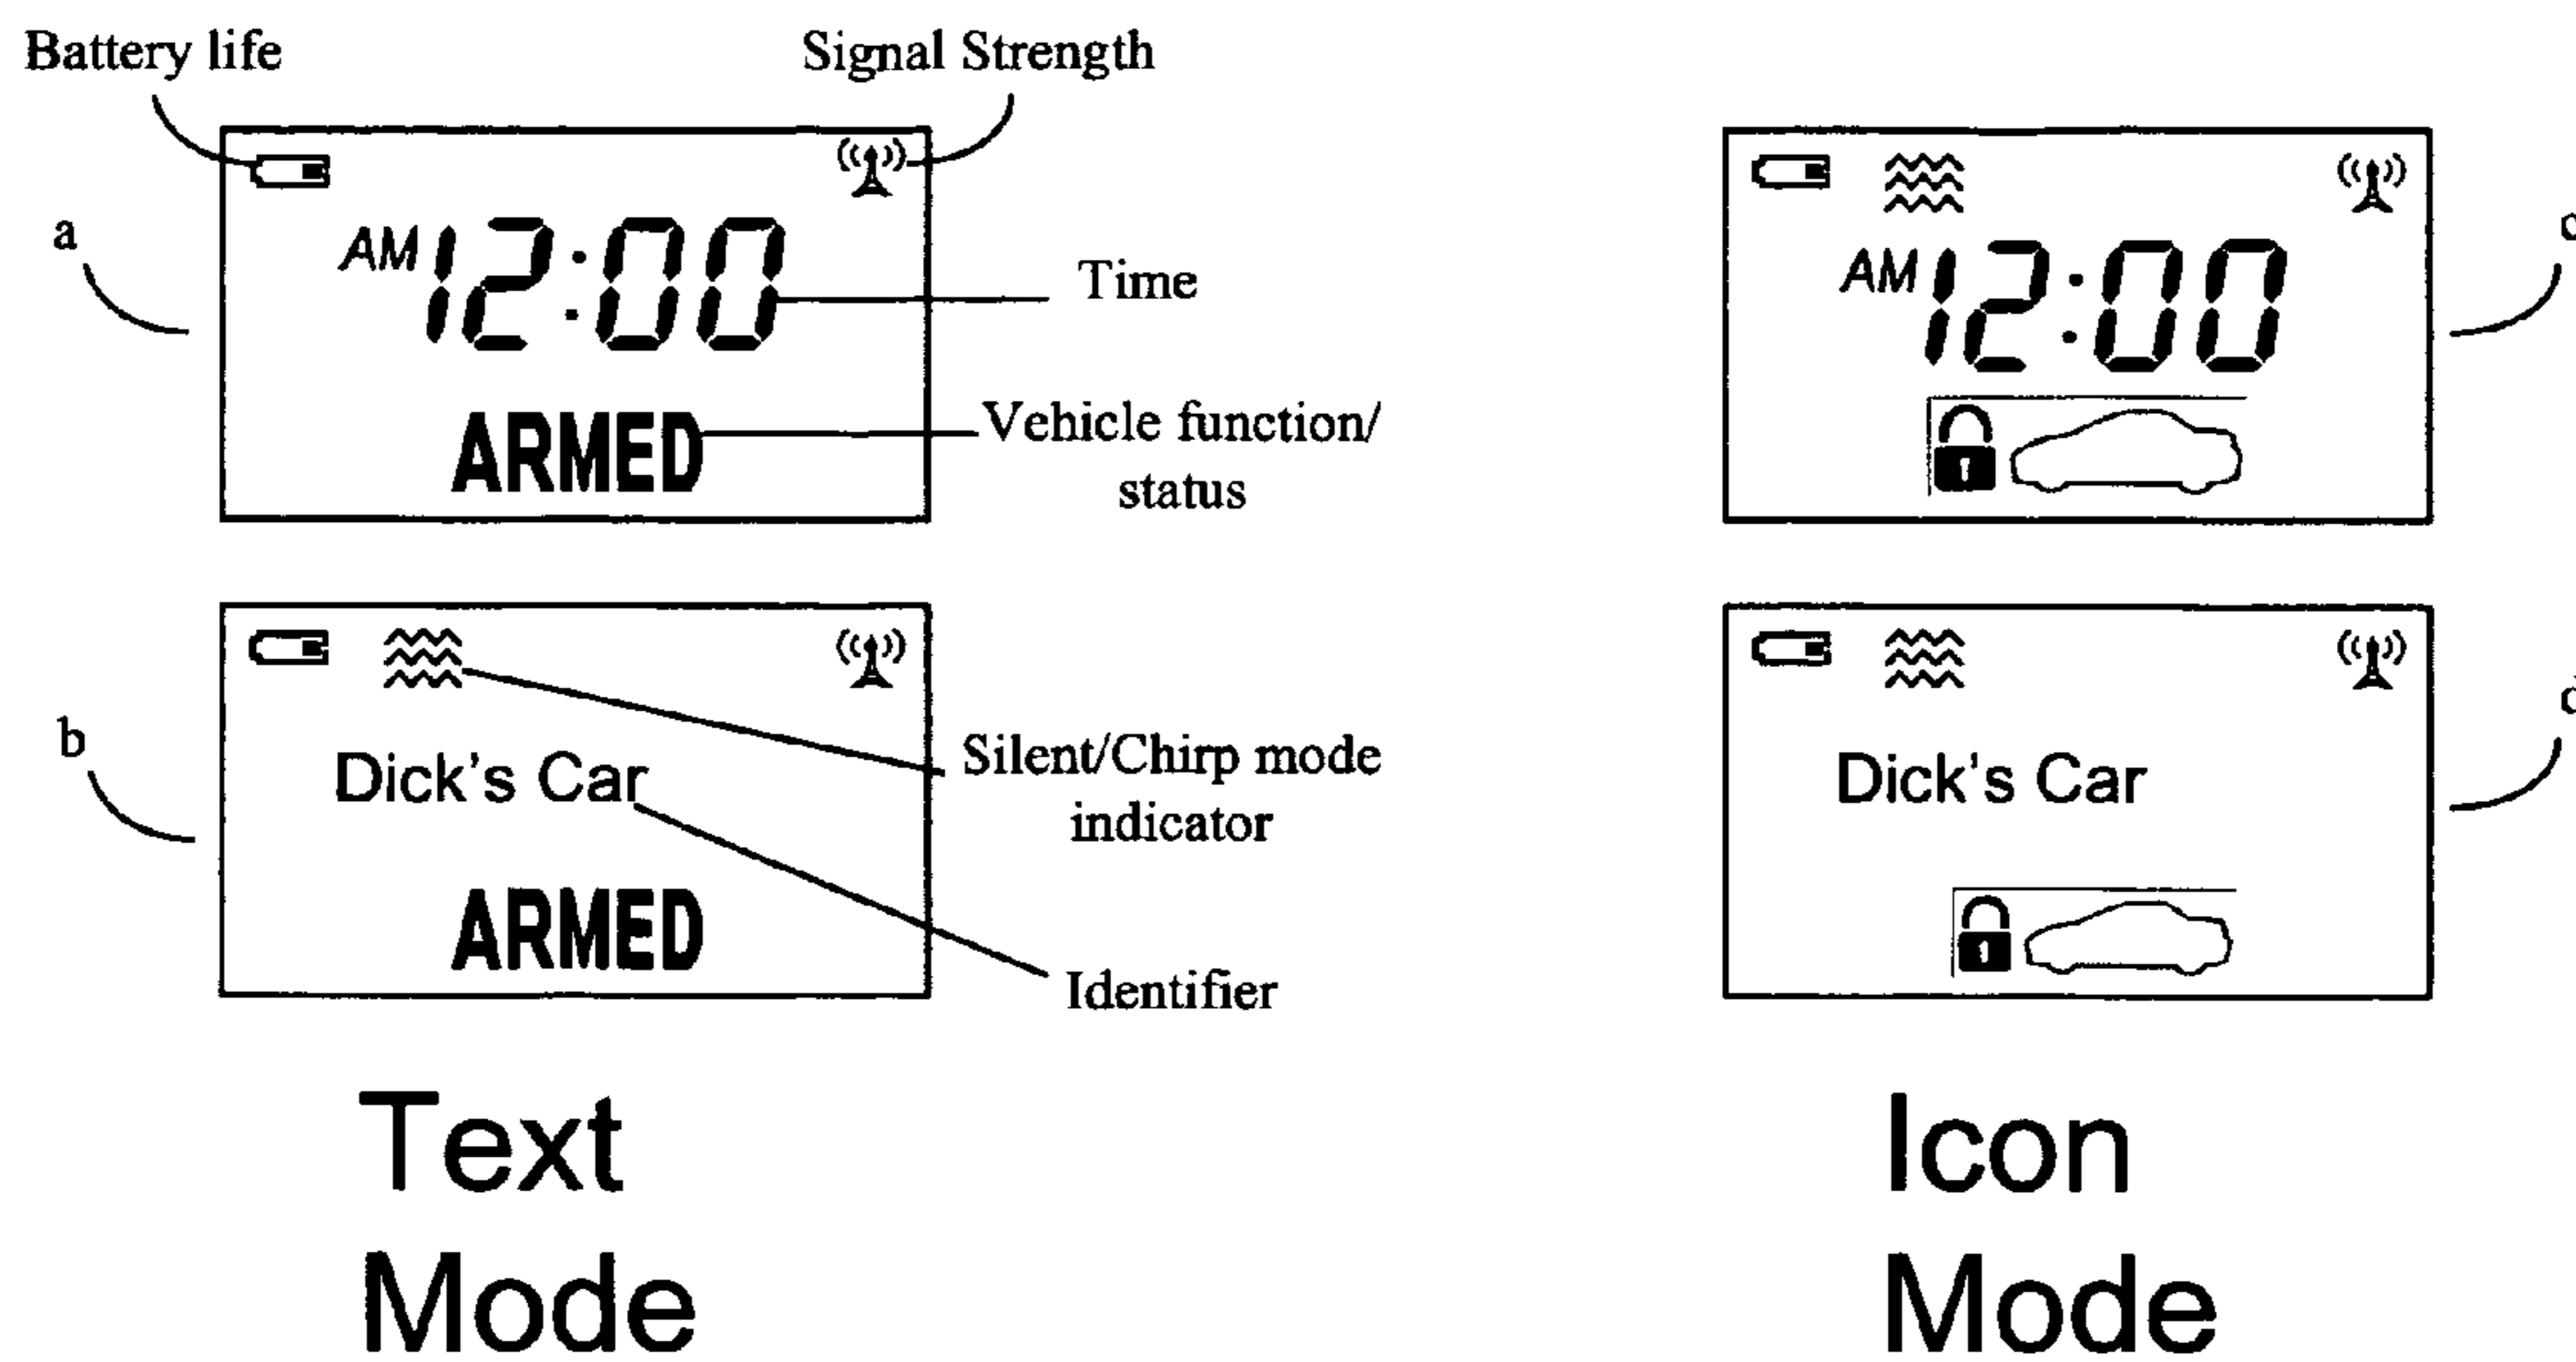 Battery life
Signal Strength
a
AM 12:00
Time
ARMED
Vehicle function/
status
b
Dick's Car
Silent/Chirp mode
indicator
ARMED
Identifier
Text
Mode
AM 12:00
c
Dick's Car
d
Icon
Mode